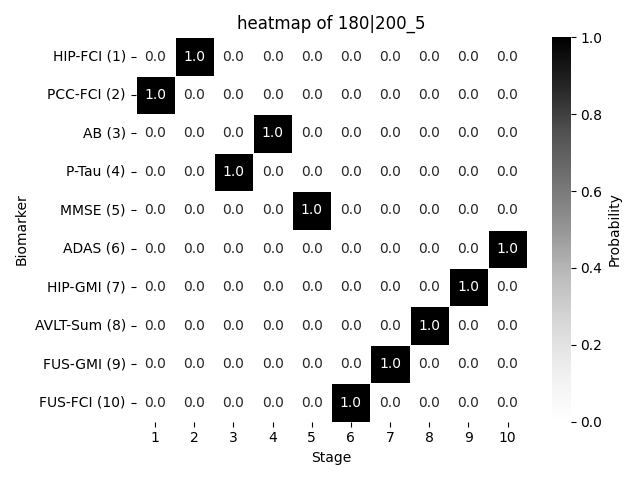 heatmap of 180|200_5
HIP-FCI (1) 0.0 1.0 0.0 0.0 0.0 0.0 0.0 0.0 0.0 0.0
PCC-FCI (2) 1.0 0.0 0.0 0.0 0.0 0.0 0.0 0.0 0.0 0.0
AB (3) 0.0 0.0 0.0 1.0 0.0 0.0 0.0 0.0 0.0 0.0
P-Tau (4) 0.0 0.0 1.0 0.0 0.0 0.0 0.0 0.0 0.0 0.0
MMSE (5) 0.0 0.0 0.0 0.0 1.0 0.0 0.0 0.0 0.0 0.0
ADAS (6) 0.0 0.0 0.0 0.0 0.0 0.0 0.0 0.0 0.0 1.0
HIP-GMI (7) 0.0 0.0 0.0 0.0 0.0 0.0 0.0 0.0 1.0 0.0
AVLT-Sum (8) 0.0 0.0 0.0 0.0 0.0 0.0 0.0 1.0 0.0 0.0
FUS-GMI (9) 0.0 0.0 0.0 0.0 0.0 0.0 1.0 0.0 0.0 0.0
FUS-FCI (10) 0.0 0.0 0.0 0.0 0.0 1.0 0.0 0.0 0.0 0.0
1 2 3 4 5 6 7 8 9 10
Stage
Biomarker
1.0
0.8
0.6
0.4
0.2
0.0
Probability